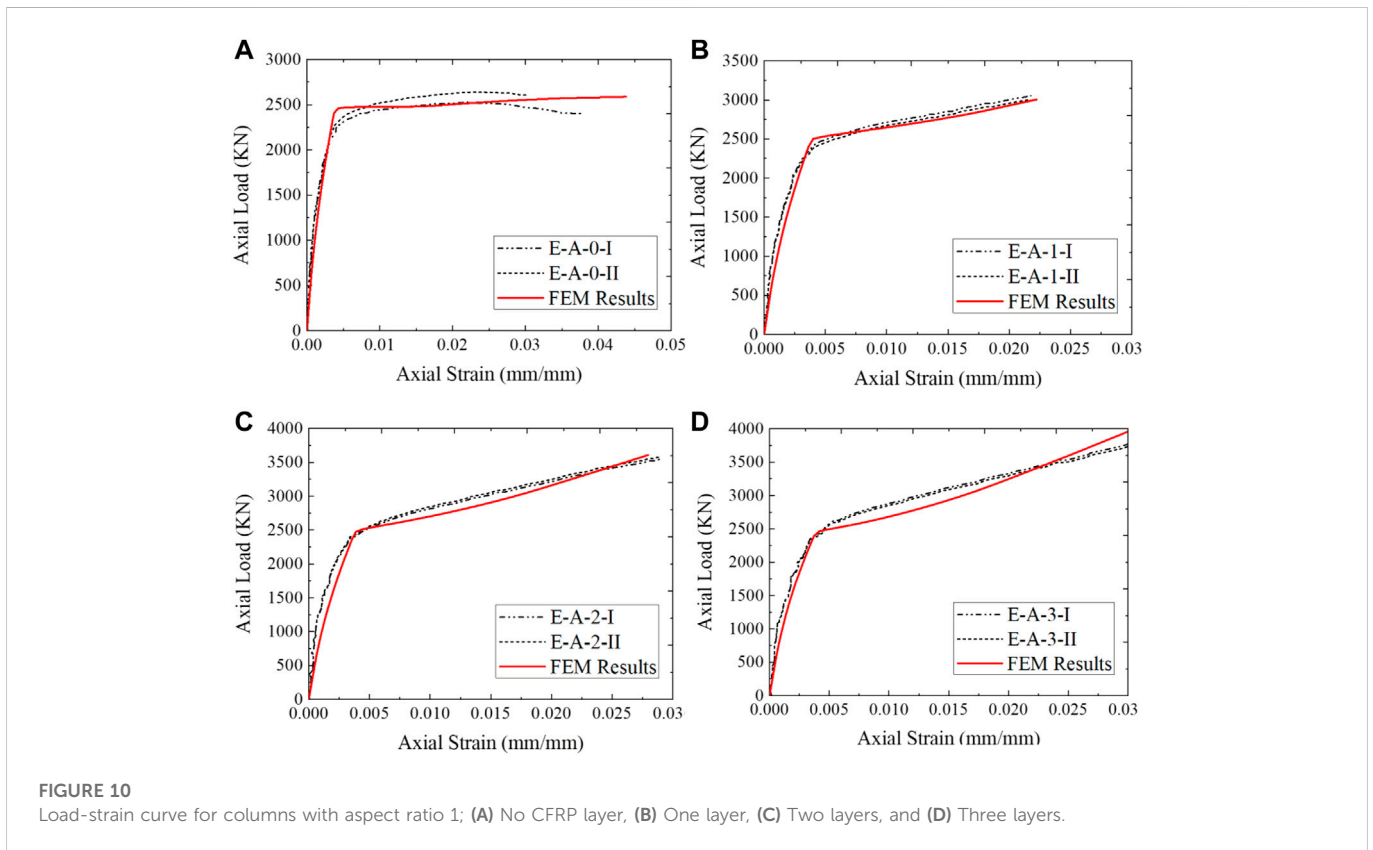 A
3000
2500
2000
1500
1000
500
0
Axial Load (KN)
E-A-0-I
E-A-0-II
FEM Results
0.00 0.01 0.02 0.03 0.04 0.05
Axial Strain (mm/mm)
B
3500
3000
2500
2000
1500
1000
500
0
Axial Load (KN)
E-A-1-I
E-A-1-II
FEM Results
0.000 0.005 0.010 0.015 0.020 0.025 0.03
Axial Strain (mm/mm)
C
4000
3500
3000
2500
2000
1500
1000
500
0
Axial Load (KN)
E-A-2-I
E-A-2-II
FEM Results
0.000 0.005 0.010 0.015 0.020 0.025 0.03
Axial Strain (mm/mm)
D
4000
3500
3000
2500
2000
1500
1000
500
0
Axial Load (KN)
E-A-3-I
E-A-3-II
FEM Results
0.000 0.005 0.010 0.015 0.020 0.025 0.03
Axial Strain (mm/mm)
FIGURE 10
Load-strain curve for columns with aspect ratio 1; (A) No CFRP layer, (B) One layer, (C) Two layers, and (D) Three layers.